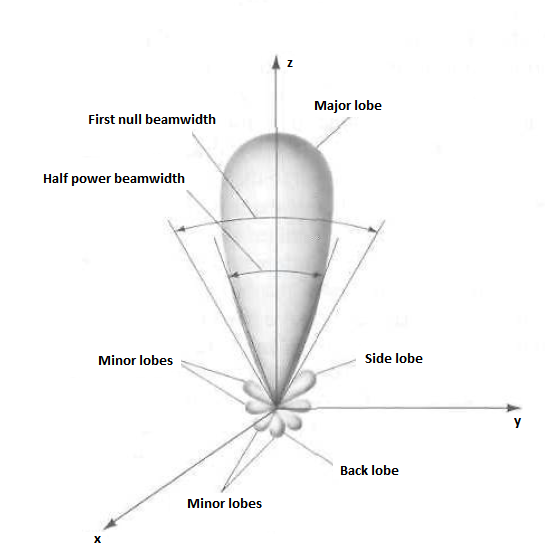 z
Major lobe
First null beamwidth
Half power beamwidth
Minor lobes
Side lobe
y
Back lobe
Minor lobes
x